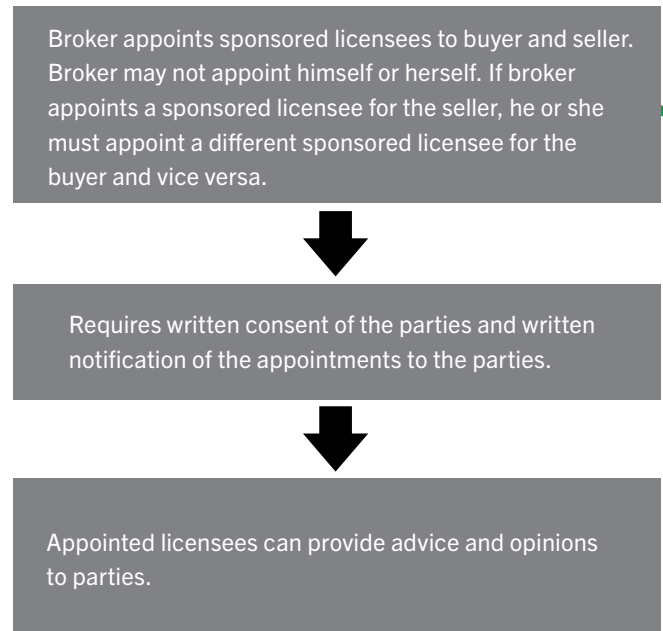 Broker appoints sponsored licensees to buyer and seller.
Broker may not appoint himself or herself. If broker
appoints a sponsored licensee for the seller, he or she
must appoint a different sponsored licensee for the
buyer and vice versa.
Requires written consent of the parties and written
notification of the appointments to the parties.
Appointed licensees can provide advice and opinions
to parties.